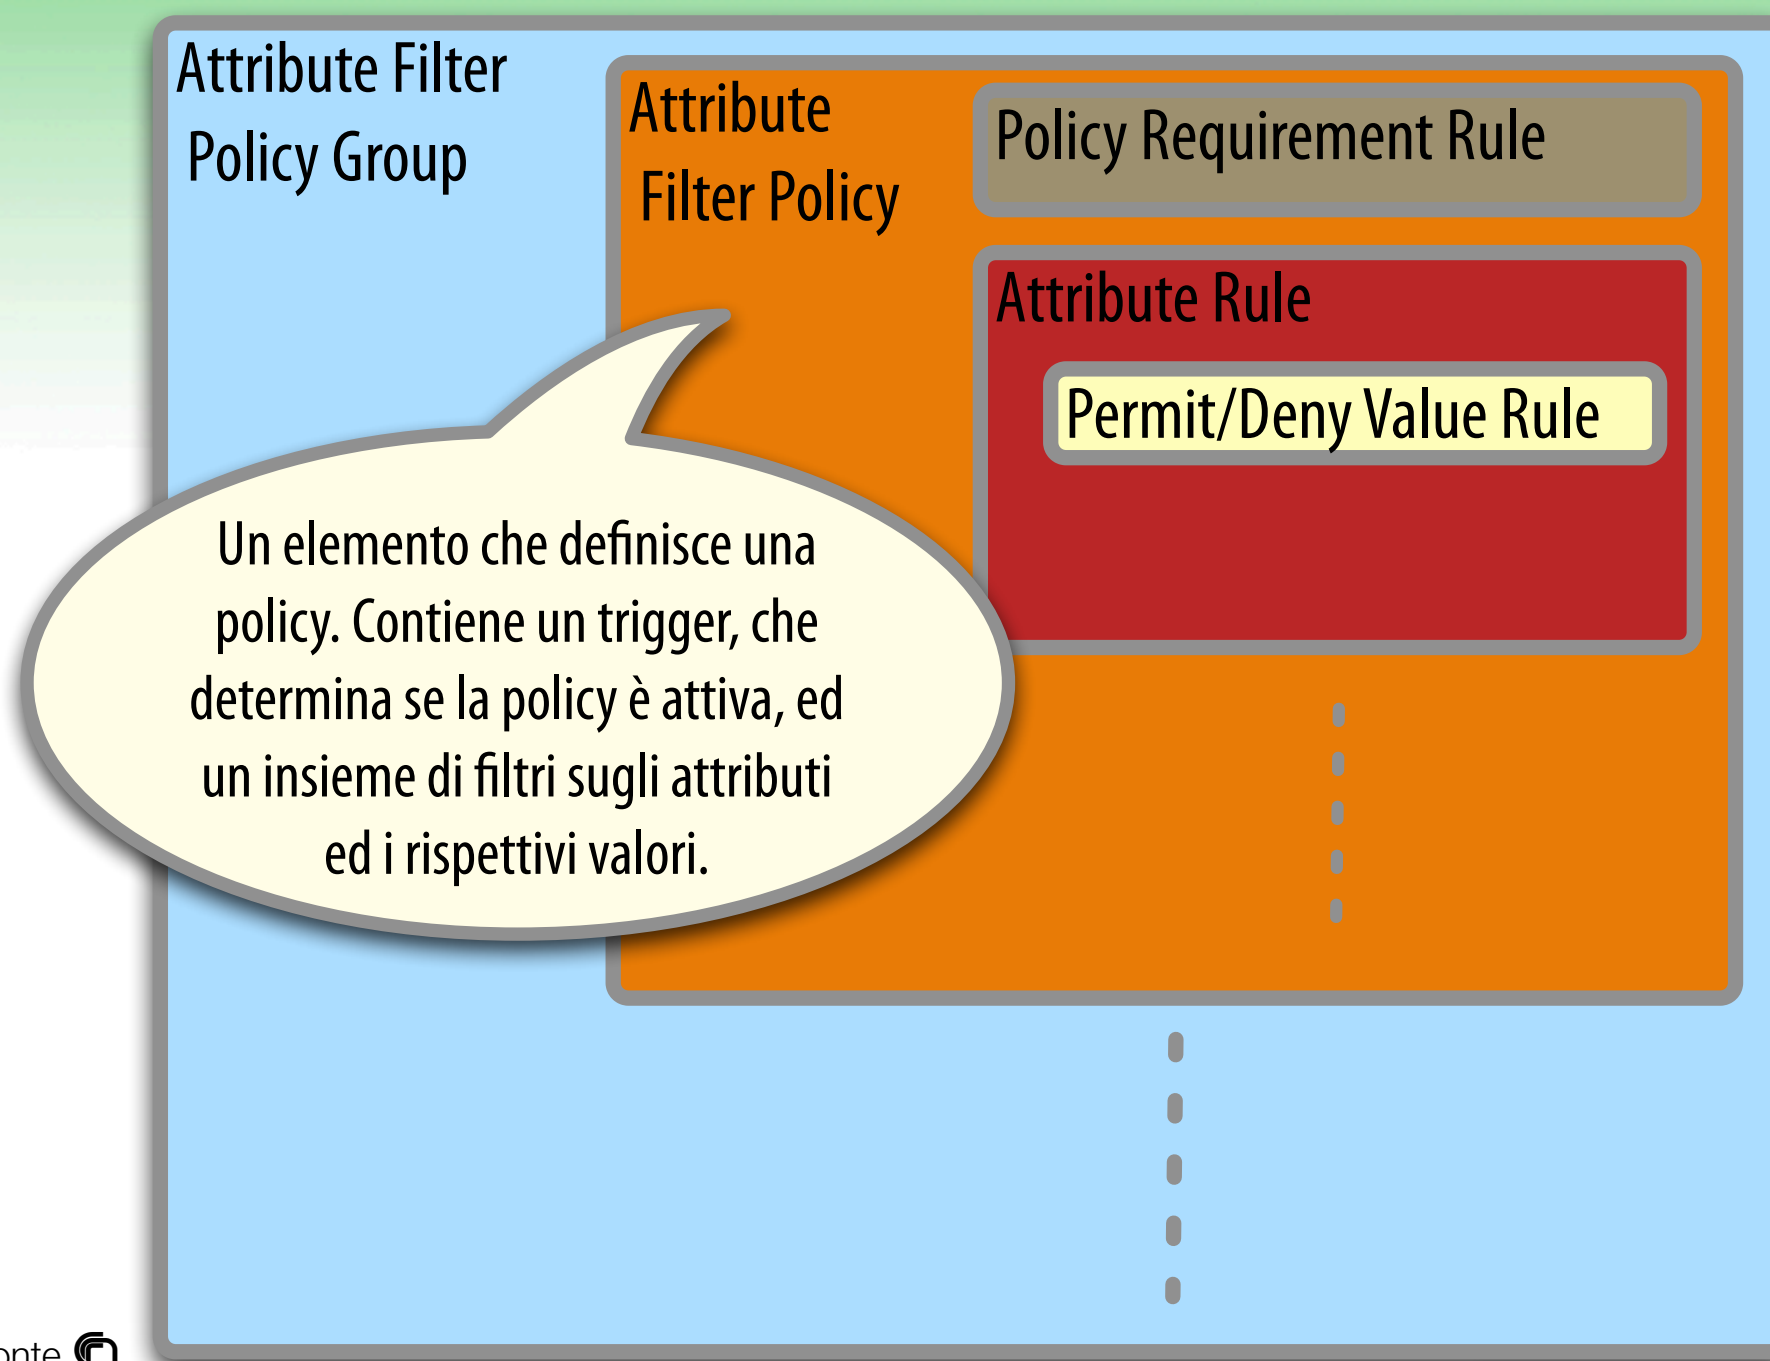 Attribute Filter
Policy Group
Attribute
Filter Policy
Policy Requirement Rule
Attribute Rule
Permit/Deny Value Rule
Un elemento che definisce una
policy. Contiene un trigger, che
determina se la policy è attiva, ed
un insieme di filtri sugli attributi
ed i rispettivi valori.